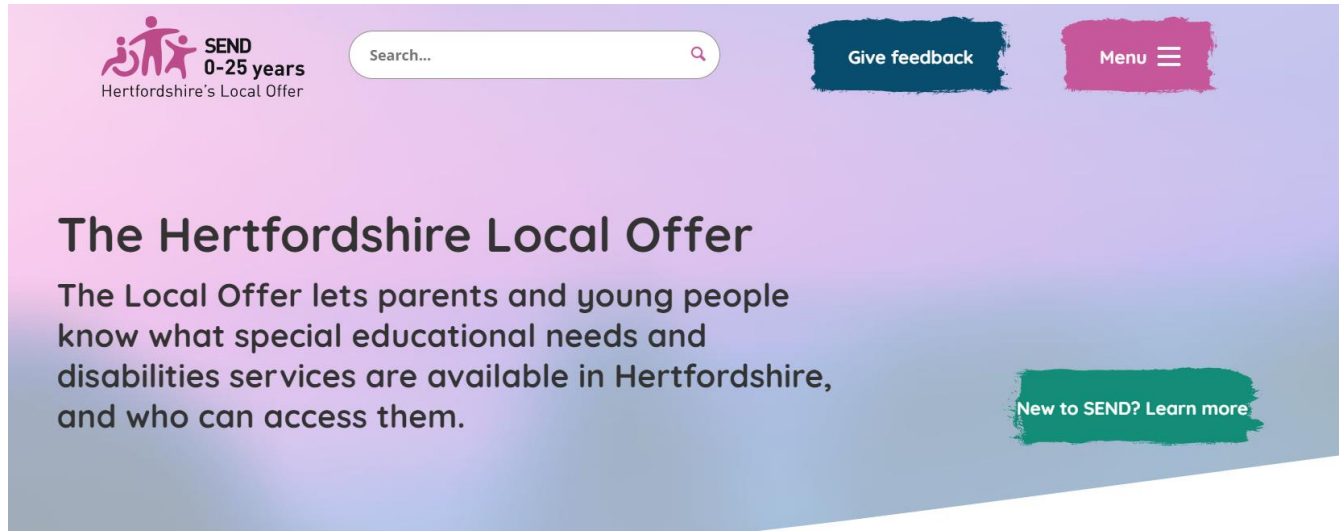 SEND
0-25 years
Hertfordshire's Local Offer
Search...
Give feedback
Menu
The Hertfordshire Local Offer
The Local Offer lets parents and young people
know what special educational needs and
disabilities services are available in Hertfordshire,
and who can access them.
New to SEND? Learn more